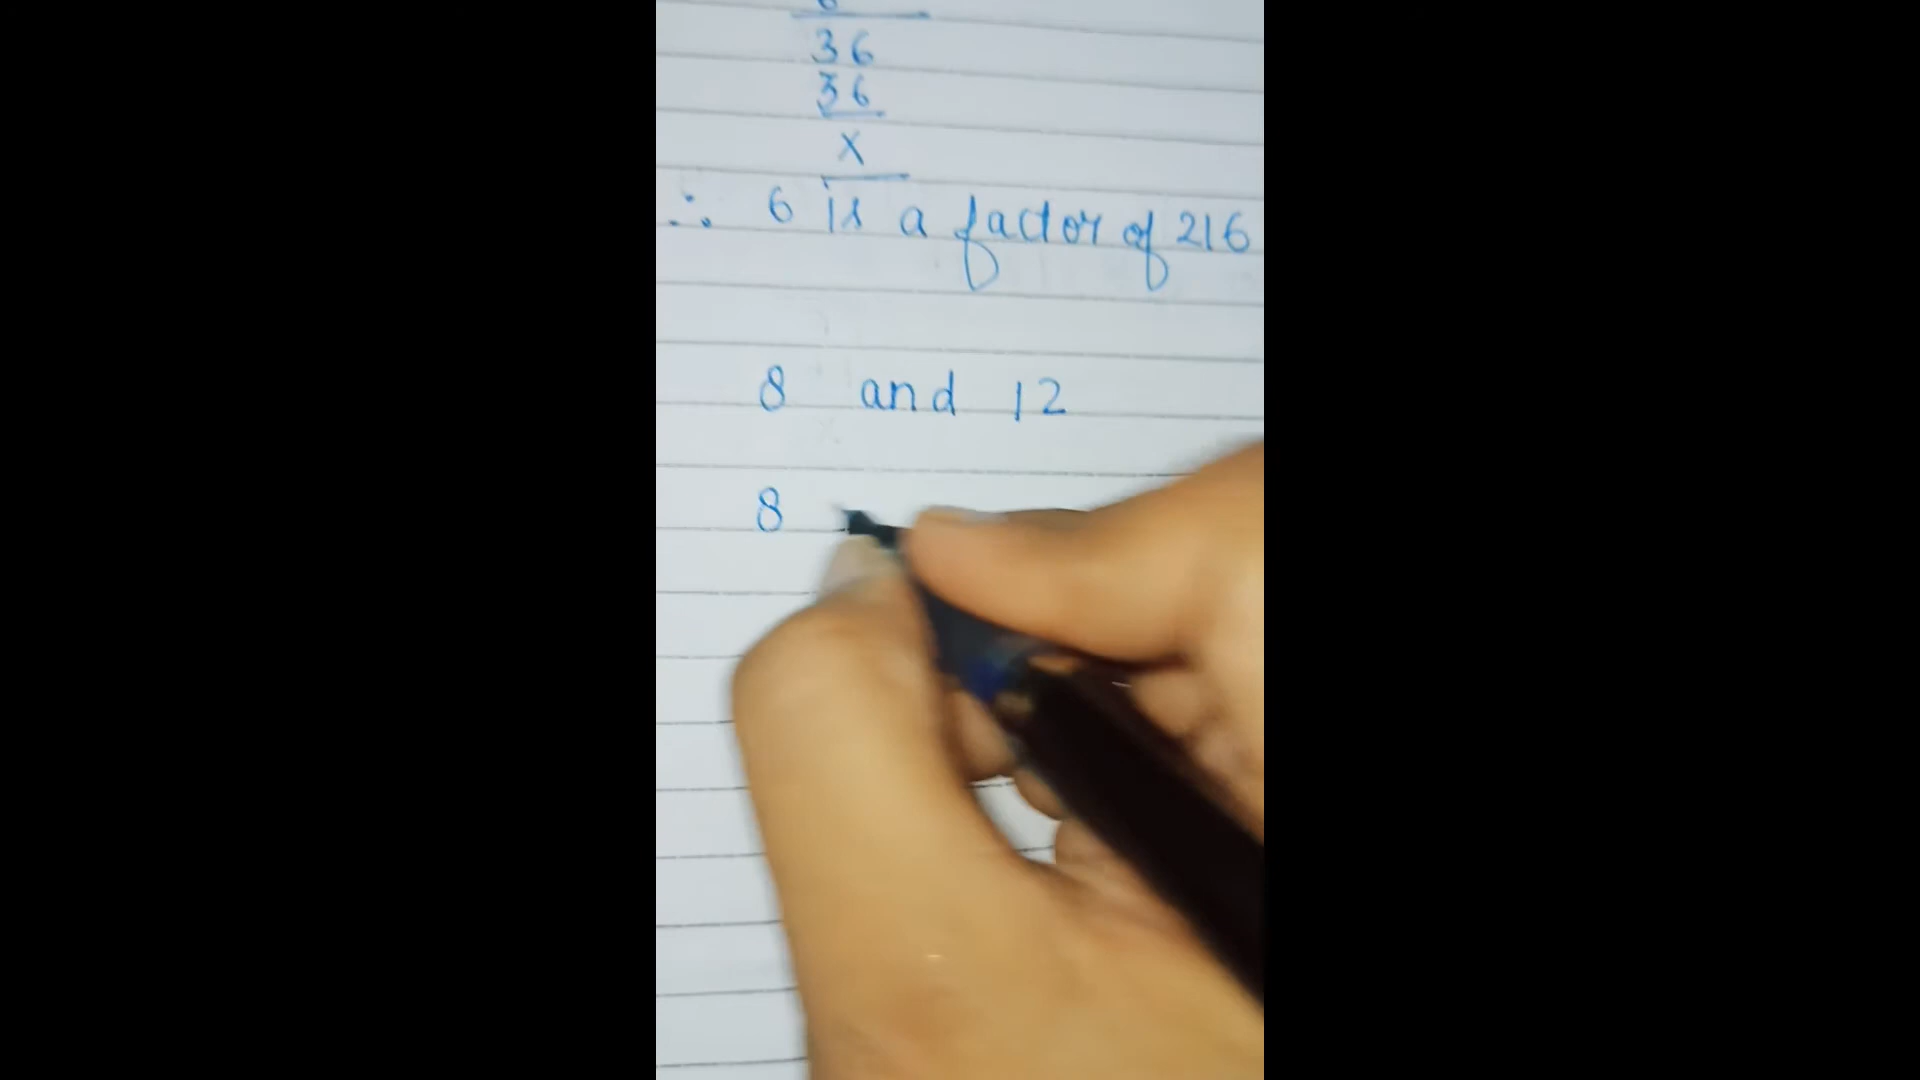 36
36
x
∴ 6 is a factor of 216
8 and 12
8